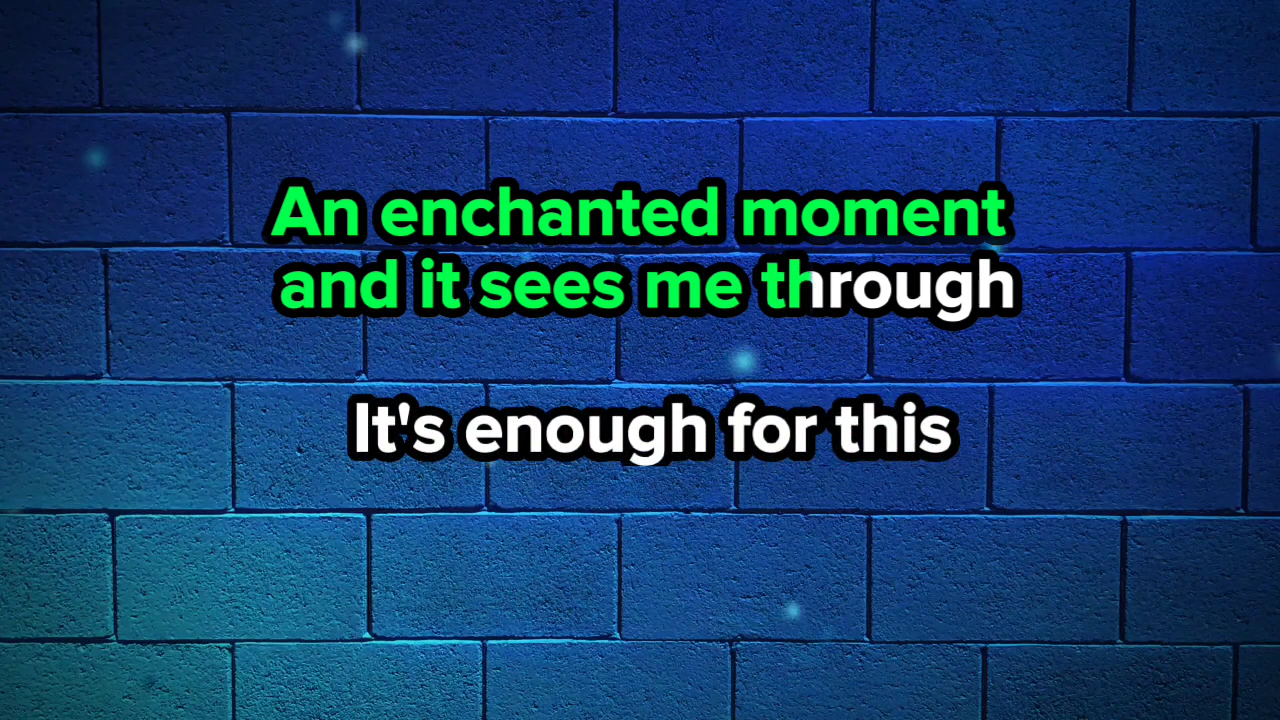 An enchanted moment
and it sees me through
It's enough for this